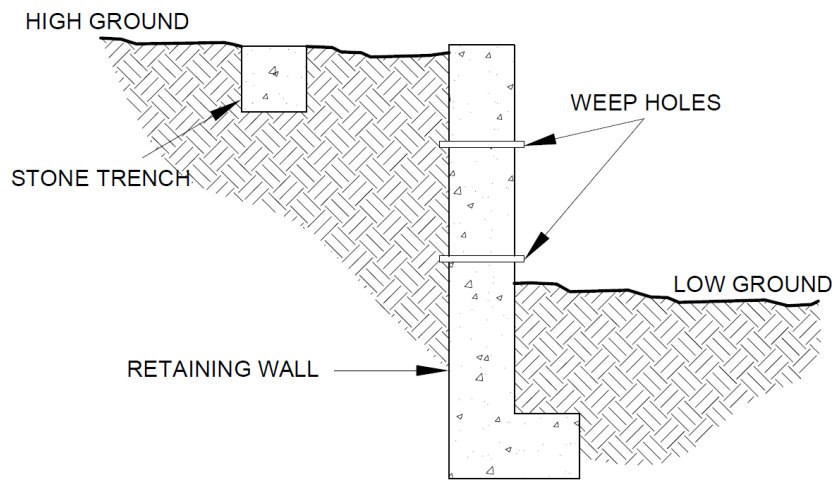 HIGH GROUND
WEEP HOLES
STONE TRENCH
LOW GROUND
RETAINING WALL